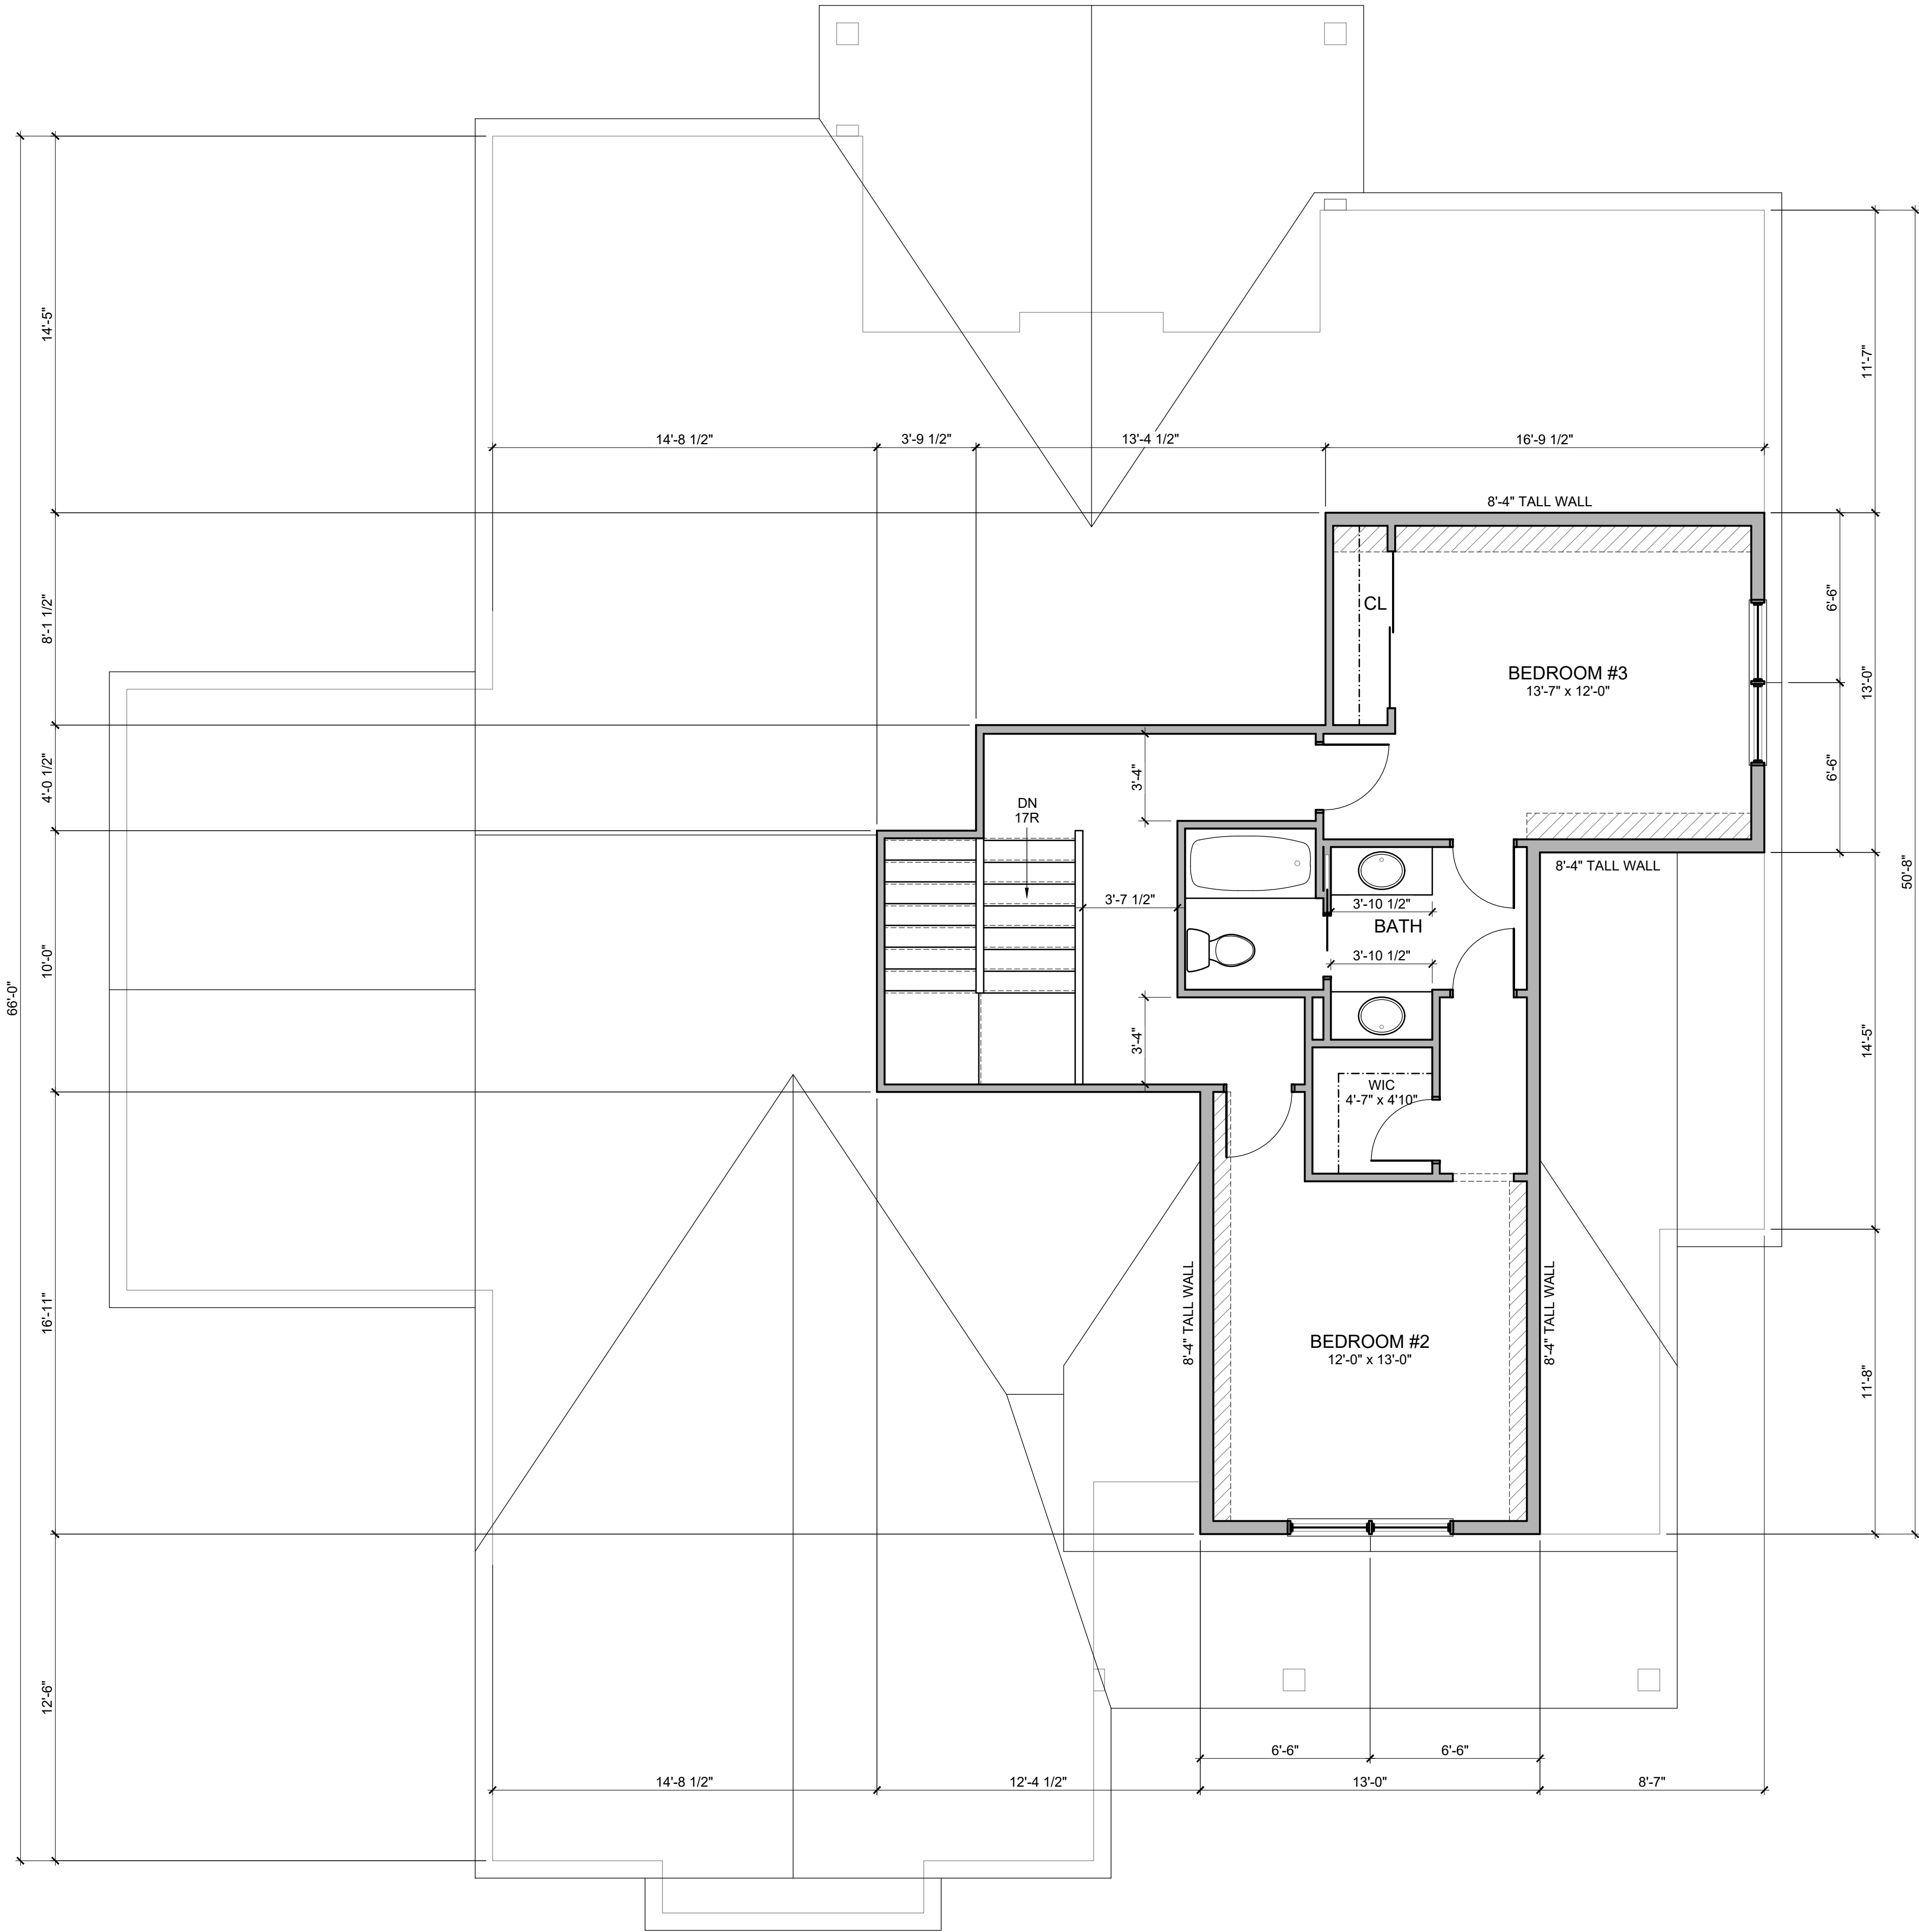 14'-8 1/2"
3'-9 1/2"
13'-4 1/2"
16'-9 1/2"
8'-4" TALL WALL
14'-5"
8'-1 1/2"
4'-0 1/2"
10'-0"
66'-0"
16'-11"
12'-6"
11'-7"
6'-6"
13'-0"
6'-6"
50'-8"
14'-5"
11'-8"
CL
BEDROOM #3
13'-7" x 12'-0"
3'-4"
DN
17R
8'-4" TALL WALL
3'-7 1/2"
3'-10 1/2"
BATH
3'-10 1/2"
3'-4"
WIC
4'-7" x 4'10"
8'-4" TALL WALL
BEDROOM #2
12'-0" x 13'-0"
8'-4" TALL WALL
6'-6"
6'-6"
14'-8 1/2"
12'-4 1/2"
13'-0"
8'-7"